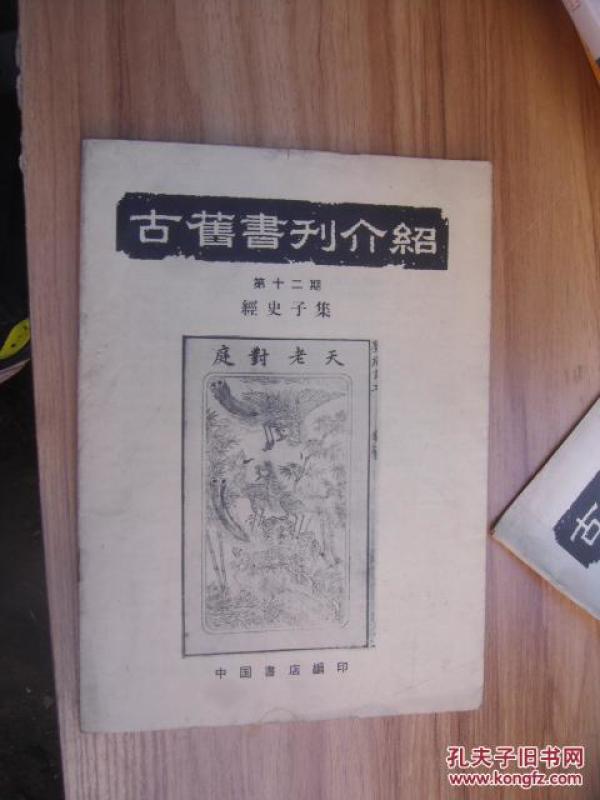 古舊書刊介紹
第十二期
經史子集
天老對庭
中国書店編印
古
孔夫子旧书网
www.kongfz.com